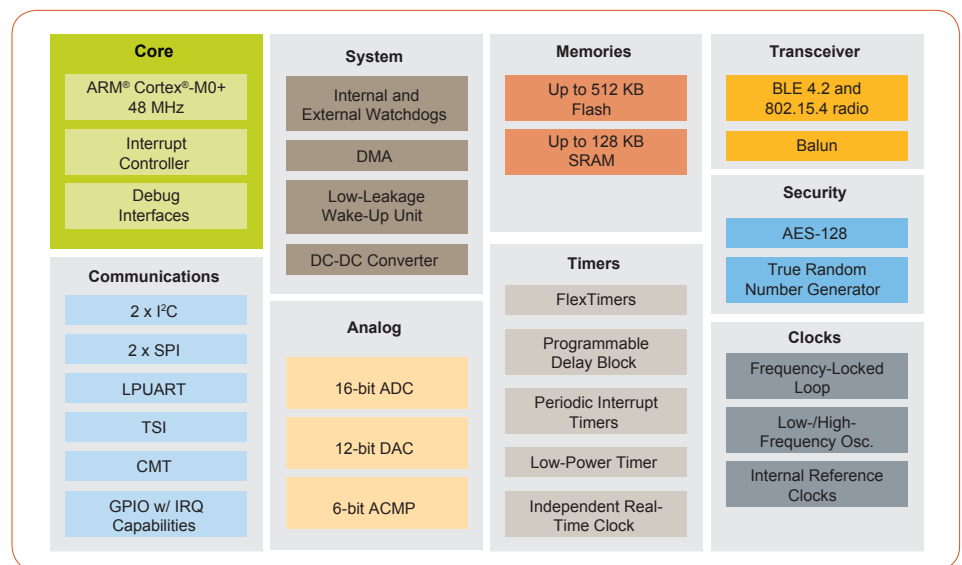 Core
ARM® Cortex®-M0+
48 MHz
Interrupt
Controller
Debug
Interfaces
Communications
2 x I²C
2 x SPI
LPUART
TSI
CMT
GPIO w/ IRQ
Capabilities
System
Internal and
External Watchdogs
DMA
Low-Leakage
Wake-Up Unit
DC-DC Converter
Analog
16-bit ADC
12-bit DAC
6-bit ACMP
Memories
Up to 512 KB
Flash
Up to 128 KB
SRAM
Timers
FlexTimers
Programmable
Delay Block
Periodic Interrupt
Timers
Low-Power Timer
Independent Real-
Time Clock
Transceiver
BLE 4.2 and
802.15.4 radio
Balun
Security
AES-128
True Random
Number Generator
Clocks
Frequency-Locked
Loop
Low-/High-
Frequency Osc.
Internal Reference
Clocks